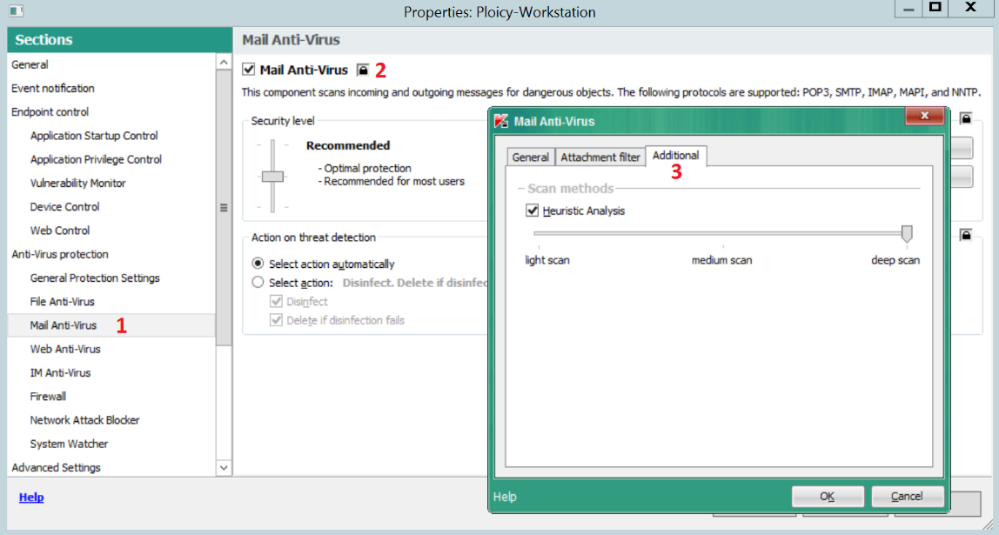 Properties: Ploicy-Workstation
Sections
General
Event notification
Endpoint control
Application Startup Control
Application Privilege Control
Vulnerability Monitor
Device Control
Web Control
Anti-Virus protection
General Protection Settings
File Anti-Virus
Mail Anti-Virus 1
Web Anti-Virus
IM Anti-Virus
Firewall
Network Attack Blocker
System Watcher
Advanced Settings
Help
Mail Anti-Virus
Mail Anti-Virus 2
This component scans incoming and outgoing messages for dangerous objects. The following protocols are supported: POP3, SMTP, IMAP, MAPI, and NNTP.
Security level
Recommended
- Optimal protection
- Recommended for most users
Action on threat detection
Select action automatically
Select action: Disinfect. Delete if disinfec
Disinfect
Delete if disinfection fails
Mail Anti-Virus
General Attachment filter Additional
3
Scan methods
Heuristic Analysis
light scan medium scan deep scan
Help OK Cancel